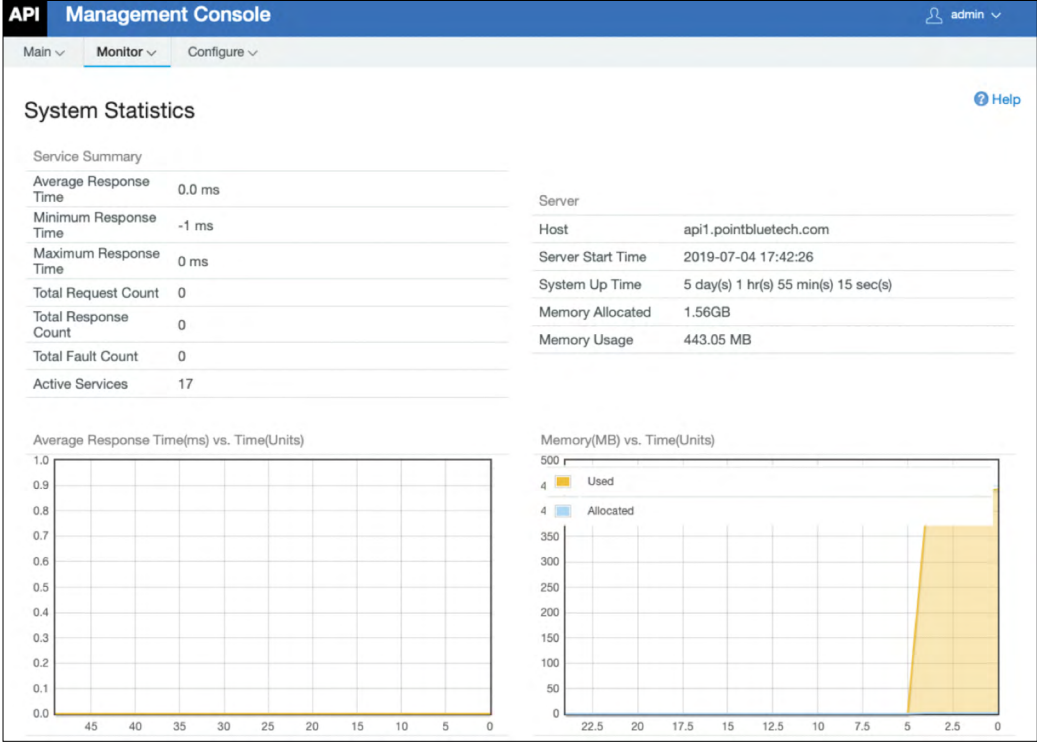 API Management Console
admin
Main Monitor Configure
System Statistics
Help
Service Summary
Average Response
Time
0.0 ms
Minimum Response
Time
-1 ms
Maximum Response
Time
0 ms
Total Request Count 0
Total Response
Count
0
Total Fault Count 0
Active Services 17
Server
Host api1.pointbluetech.com
Server Start Time 2019-07-04 17:42:26
System Up Time 5 day(s) 1 hr(s) 55 min(s) 15 sec(s)
Memory Allocated 1.56GB
Memory Usage 443.05 MB
Average Response Time(ms) vs. Time(Units)
1.0
0.9
0.8
0.7
0.6
0.5
0.4
0.3
0.2
0.1
0.0
45 40 35 30 25 20 15 10 5 0
Memory(MB) vs. Time(Units)
500
4 Used
4 Allocated
350
300
250
200
150
100
50
0
22.5 20 17.5 15 12.5 10 7.5 5 2.5 0